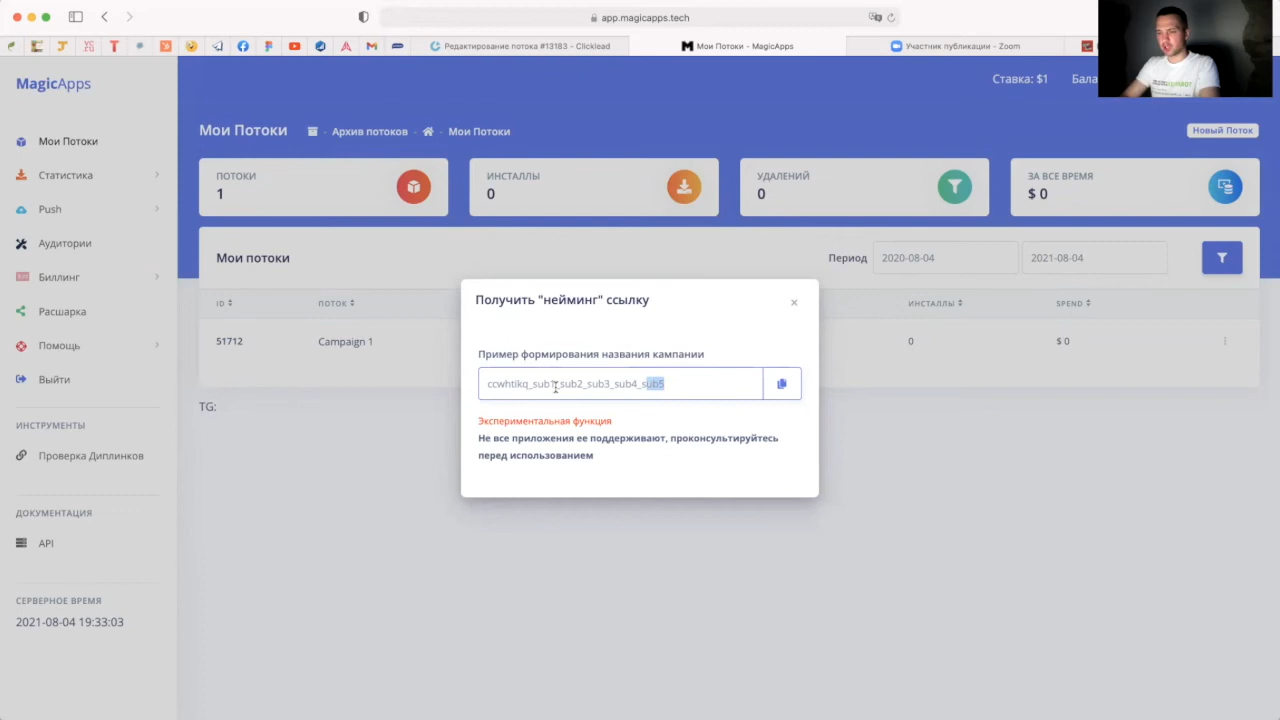 app.magicapps.tech
Редактирование потока #13183 - Clicklead
Мои Потоки - MagicApps
Участник публикации - Zoom
MagicApps
Ставка: $1
Бала
Мои Потоки
Архив потоков
Мои Потоки
Новый Поток
Мои Потоки
Статистика
Push
Аудитории
Биллинг
Расшарка
Помощь
Выйти
ИНСТРУМЕНТЫ
Проверка Диплинков
ДОКУМЕНТАЦИЯ
API
СЕРВЕРНОЕ ВРЕМЯ
2021-08-04 19:33:03
ПОТОКИ
1
ИНСТАЛЛЫ
0
УДАЛЕНИЙ
0
ЗА ВСЕ ВРЕМЯ
$ 0
Мои потоки
Период
2020-08-04
2021-08-04
ID
ПОТОК
ИНСТАЛЛЫ
SPEND
51712
Campaign 1
0
$ 0
TG:
Получить "нейминг" ссылку
×
Пример формирования названия кампании
ccwhtikq_sub1_sub2_sub3_sub4_sub5
Экспериментальная функция
Не все приложения ее поддерживают, проконсультируйтесь
перед использованием